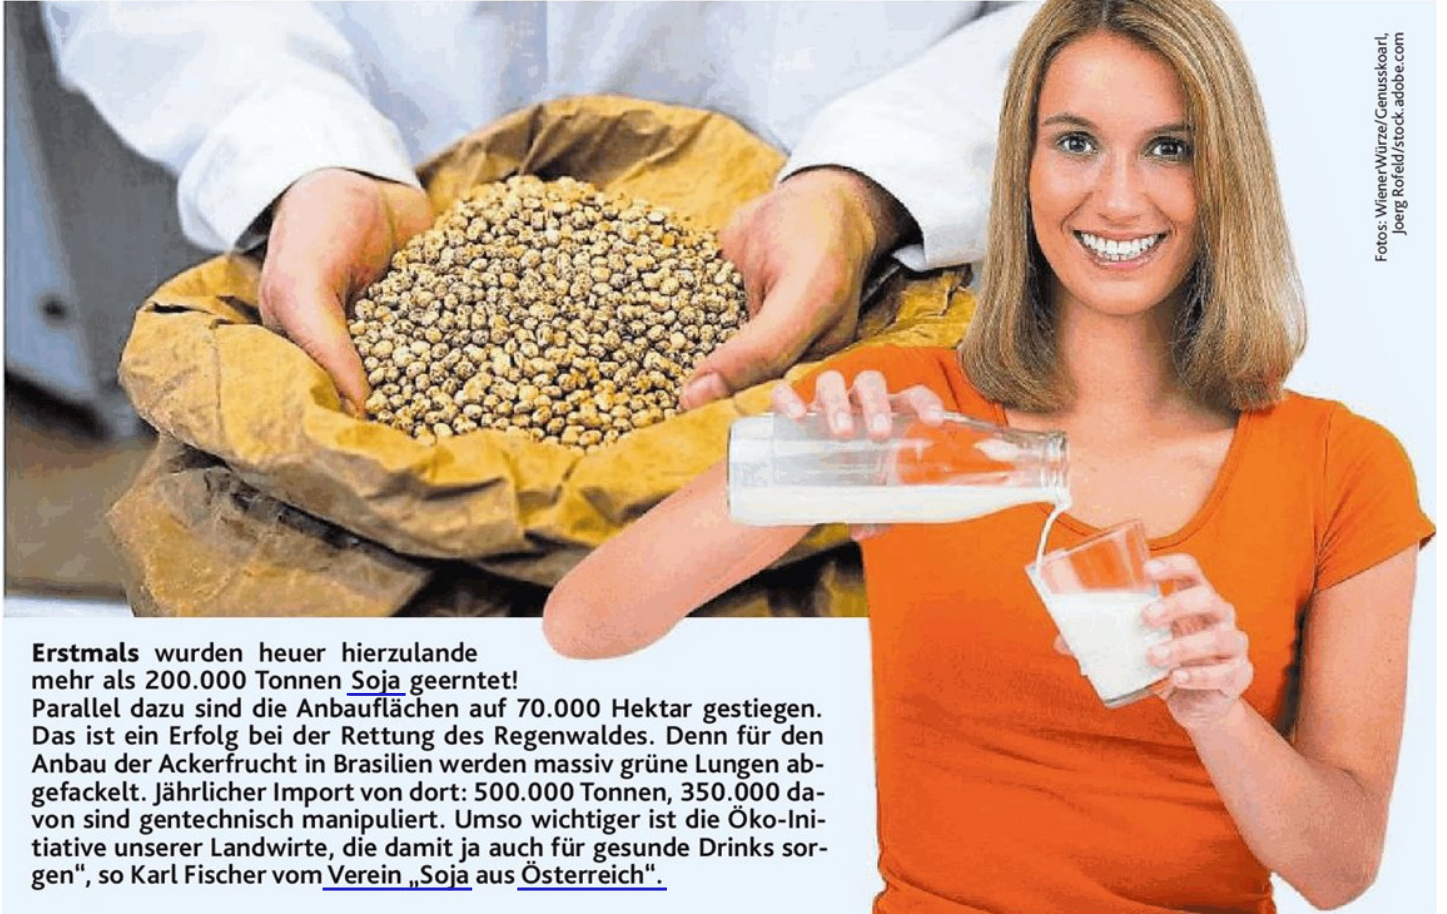 Fotos: WienerWürze/Genusskoarl,
Joerg Rofeld/stock.adobe.com
Erstmals wurden heuer hierzulande
mehr als 200.000 Tonnen Soja geerntet!
Parallel dazu sind die Anbauflächen auf 70.000 Hektar gestiegen.
Das ist ein Erfolg bei der Rettung des Regenwaldes. Denn für den
Anbau der Ackerfrucht in Brasilien werden massiv grüne Lungen ab-
gefackelt. Jährlicher Import von dort: 500.000 Tonnen, 350.000 da-
von sind gentechnisch manipuliert. Umso wichtiger ist die Öko-Ini-
tiative unserer Landwirte, die damit ja auch für gesunde Drinks sor-
gen“, so Karl Fischer vom Verein „Soja aus Österreich“.